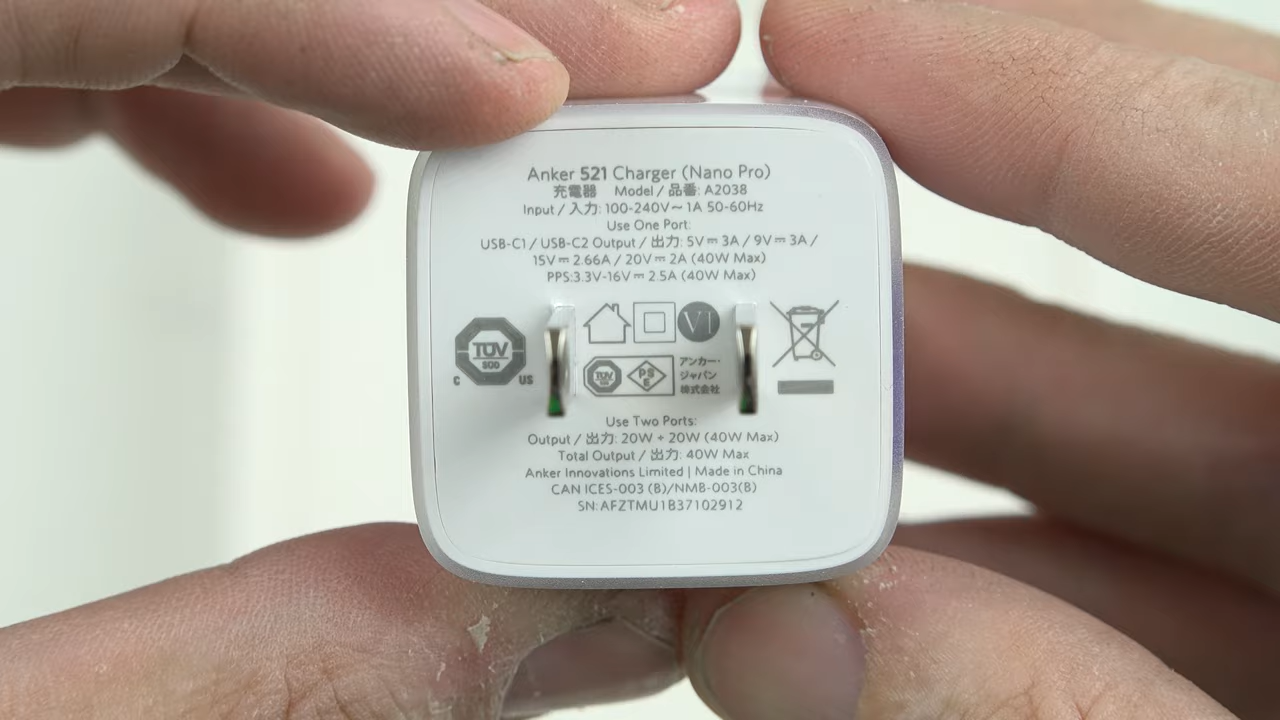 Anker 521 Charger (Nano Pro)
充電器 Model / 品番: A2038
Input / 入力: 100-240V~ 1A 50-60Hz
Use One Port:
USB-C1 / USB-C2 Output / 出力: 5V⎓3A / 9V⎓3A /
15V⎓2.66A / 20V⎓2A (40W Max)
PPS:3.3V-16V⎓2.5A (40W Max)
VI
TÜV
SÜD
C US
TÜV
PS
E
アンカー・
ジャパン
株式会社
Use Two Ports:
Output / 出力: 20W + 20W (40W Max)
Total Output / 出力: 40W Max
Anker Innovations Limited | Made in China
CAN ICES-003 (B)/NMB-003(B)
SN:AFZTMU1B37102912